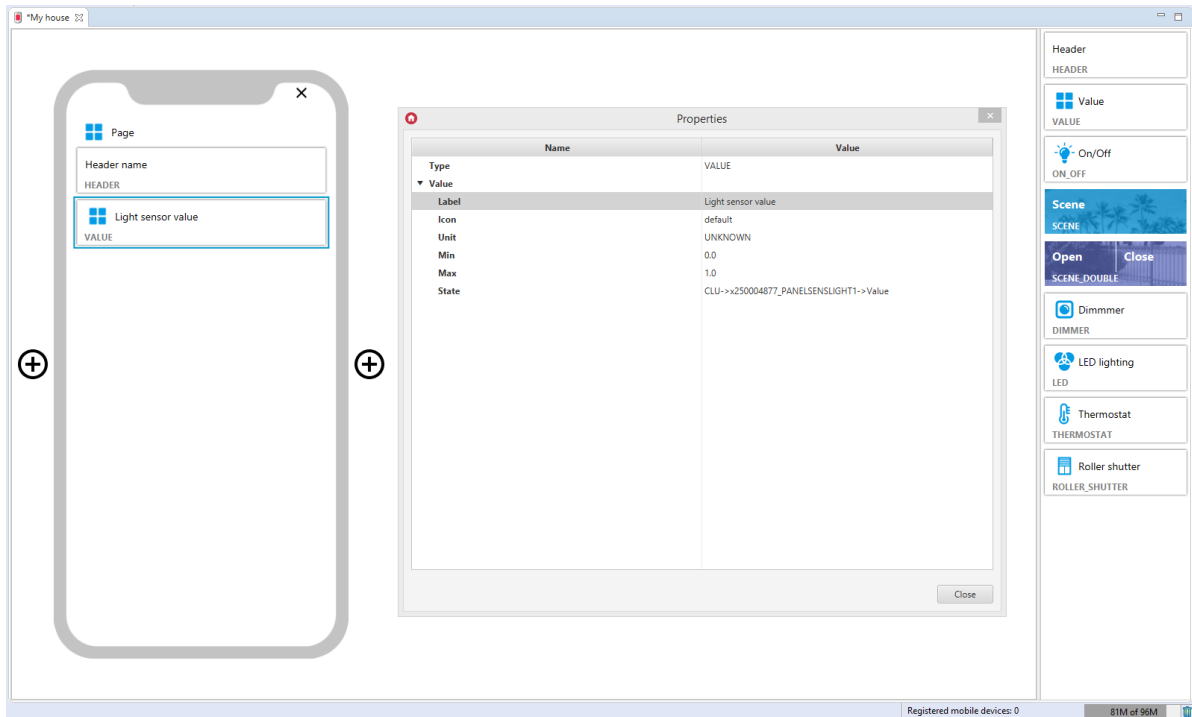 *My house
Page
Header name
HEADER
Light sensor value
VALUE
Properties
Name Value
Type VALUE
Value
Label Light sensor value
Icon default
Unit UNKNOWN
Min 0.0
Max 1.0
State CLU->x250004877_PANELSENSLIGHT1->Value
Close
Header
HEADER
Value
VALUE
On/Off
ON_OFF
Scene
SCENE
Open Close
SCENE_DOUBLE
Dimmmer
DIMMER
LED lighting
LED
Thermostat
THERMOSTAT
Roller shutter
ROLLER_SHUTTER
Registered mobile devices: 0 81M of 96M